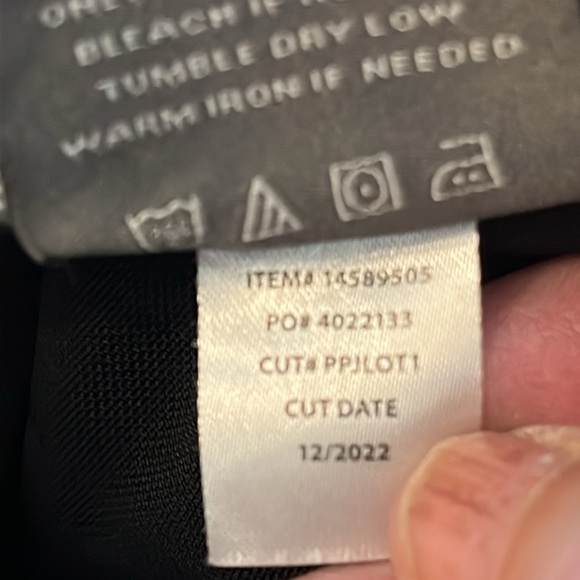 ONLY
BLEACH IF
TUMBLE DRY LOW
WARM IRON IF NEEDED
ITEM# 14589505
PO# 4022133
CUT# PPJLOT1
CUT DATE
12/2022